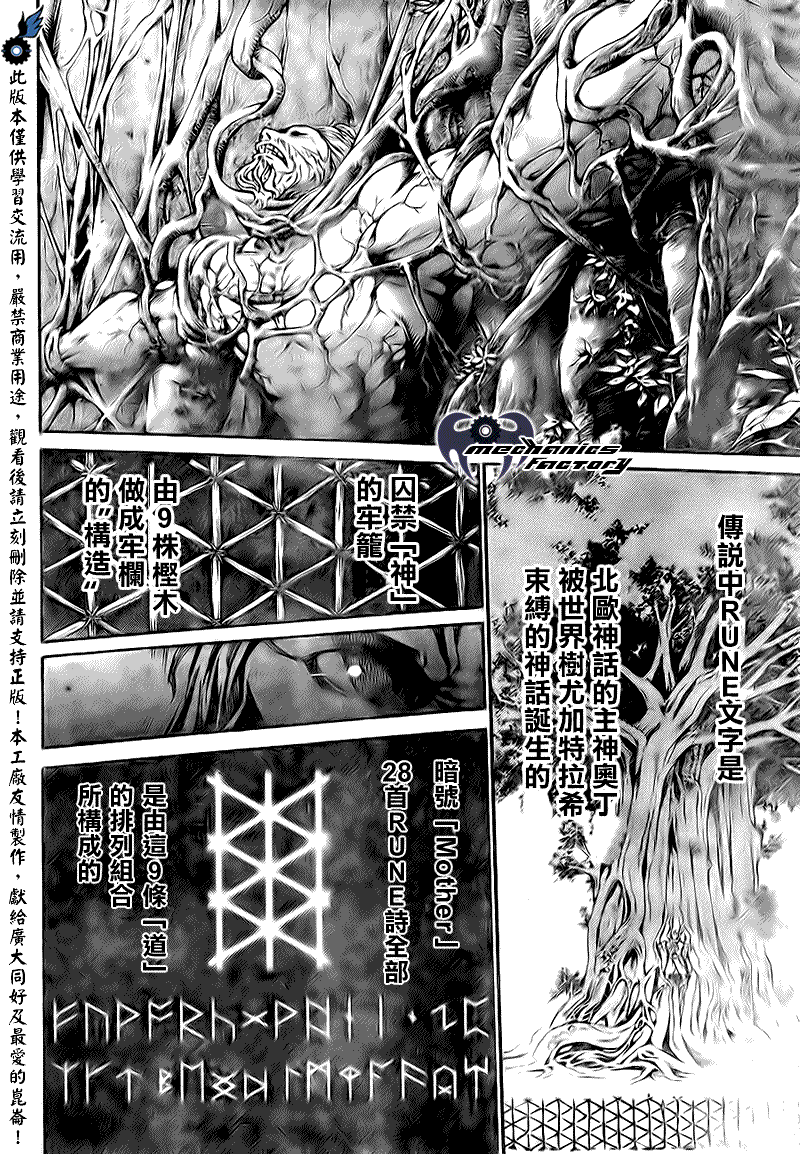 此版本僅供學習交流用，嚴禁商業用途，觀看後請立刻刪除並請支持正版！本工廠友情製作，獻給廣大同好及最愛的崑崙！
mechanics
factory
傳說中RUNE文字是
北歐神話的主神奧丁
被世界樹尤加特拉希
束縛的神話誕生的
囚禁「神」
的牢籠
由9株樫木
做成牢欄
的“構造”
暗號「Mother」
28首RUNE詩全部
是由這9條「道」
的排列組合
所構成的